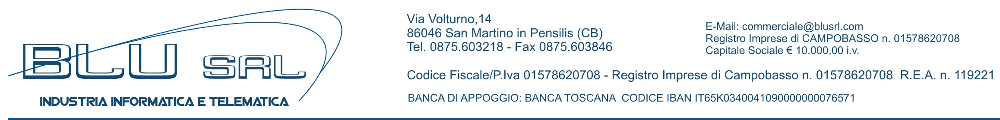 BLU SRL
INDUSTRIA INFORMATICA E TELEMATICA
Via Volturno,14
86046 San Martino in Pensilis (CB)
Tel. 0875.603218 - Fax 0875.603846
E-Mail: commerciale@blusrl.com
Registro Imprese di CAMPOBASSO n. 01578620708
Capitale Sociale € 10.000,00 i.v.
Codice Fiscale/P.Iva 01578620708 - Registro Imprese di Campobasso n. 01578620708 R.E.A. n. 119221
BANCA DI APPOGGIO: BANCA TOSCANA CODICE IBAN IT65K0340041090000000076571